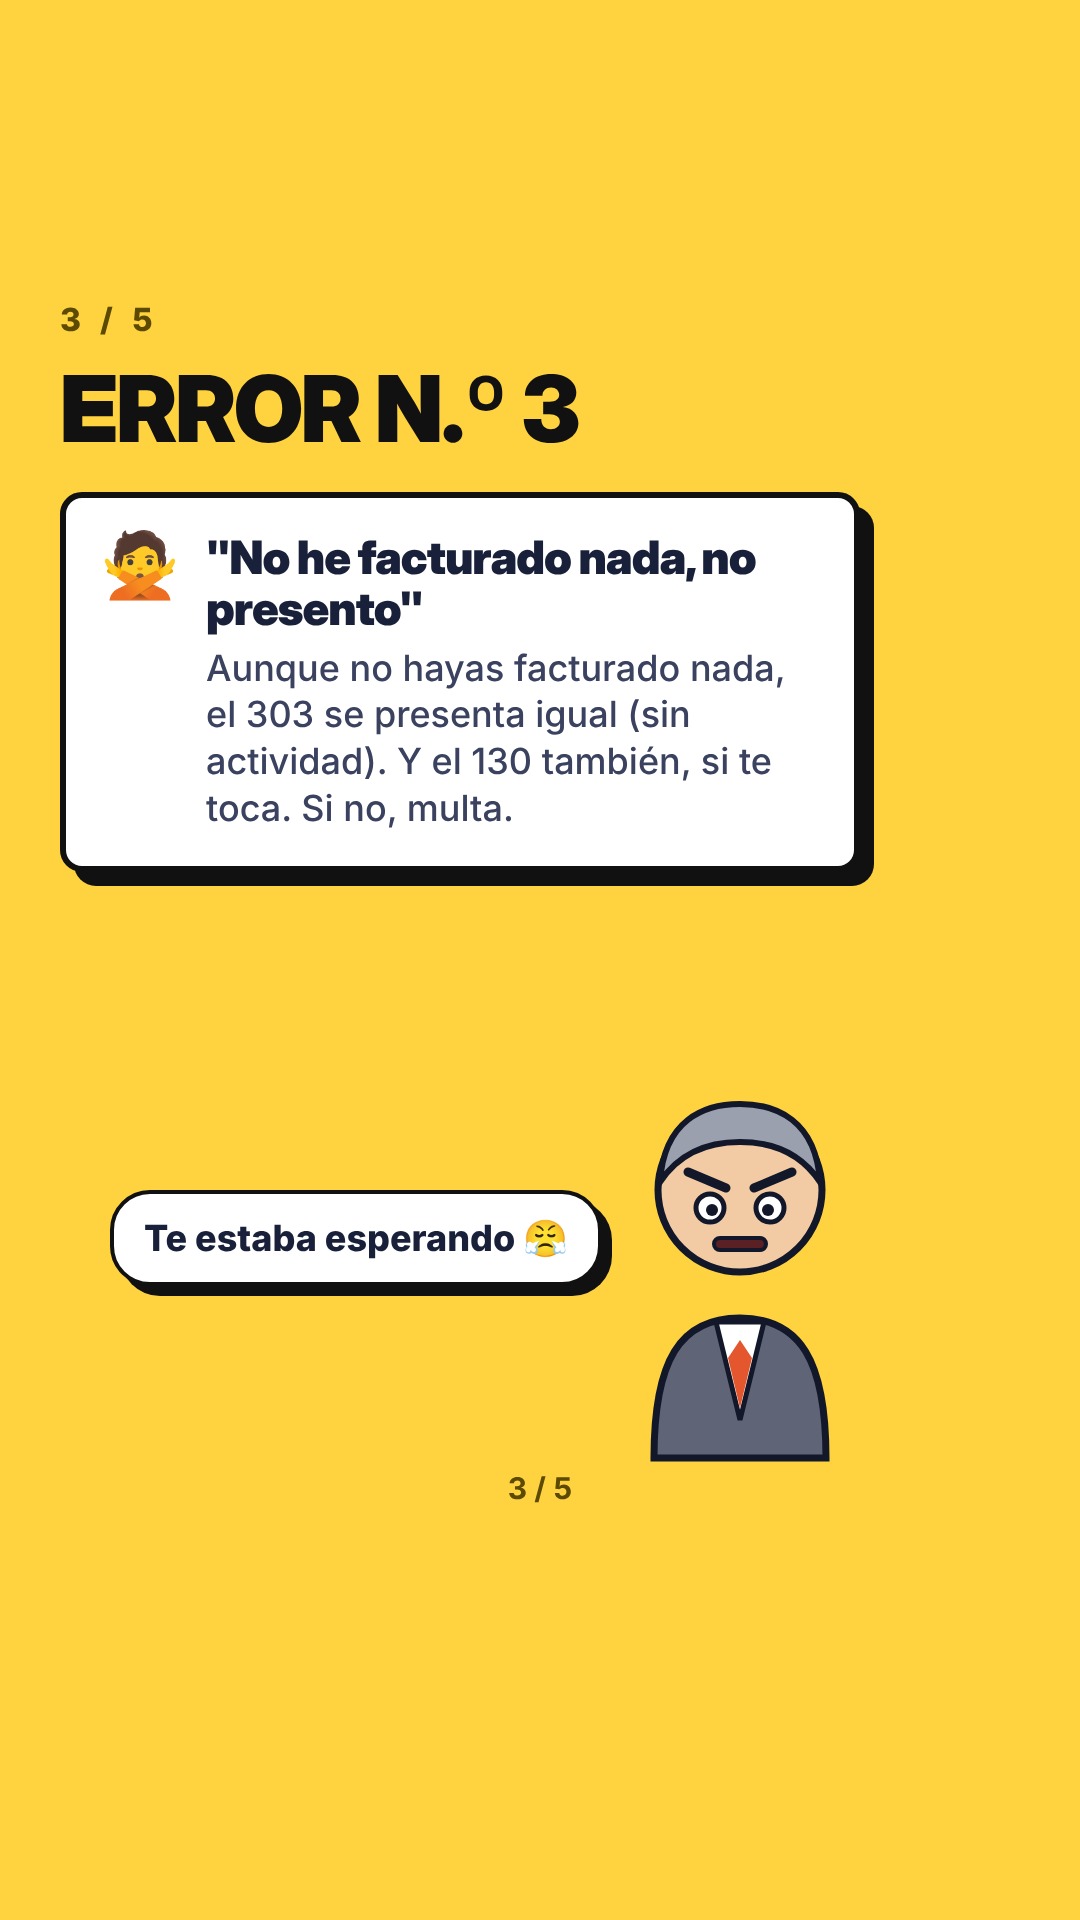 3 / 5
ERROR N.º 3
"No he facturado nada, no
presento"
Aunque no hayas facturado nada,
el 303 se presenta igual (sin
actividad). Y el 130 también, si te
toca. Si no, multa.
Te estaba esperando 😤
3 / 5